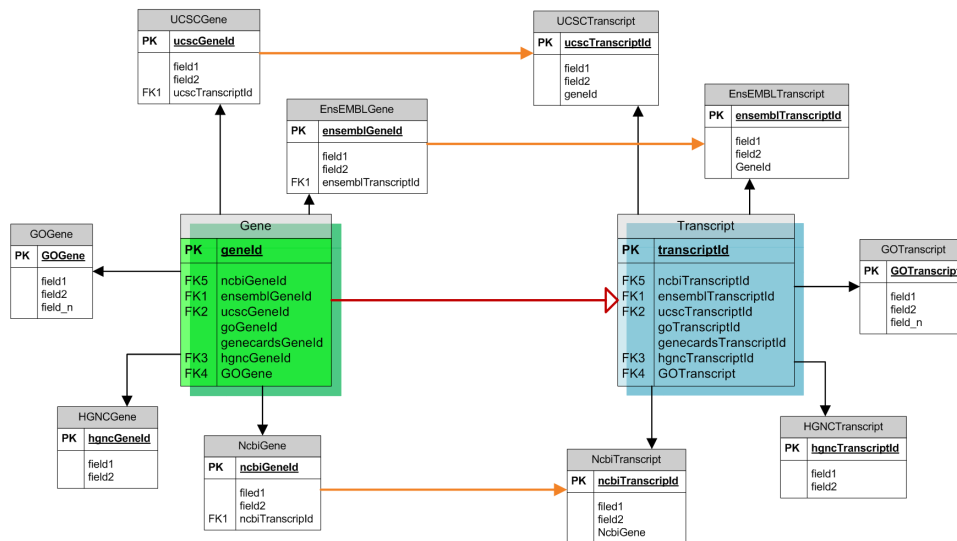 UCSCGene
PK ucscGeneId
field1
field2
FK1 ucscTranscriptId
UCSCTranscript
PK ucscTranscriptId
field1
field2
geneId
EnsEMBLGene
PK ensemblGeneId
field1
field2
FK1 ensemblTranscriptId
EnsEMBLTranscript
PK ensemblTranscriptId
field1
field2
GeneId
GOGene
PK GOGene
field1
field2
field_n
Gene
PK geneId
FK5 ncbiGeneId
FK1 ensemblGeneId
FK2 ucscGeneId
goGeneId
genecardsGeneId
FK3 hgncGeneId
FK4 GOGene
Transcript
PK transcriptId
FK5 ncbiTranscriptId
FK1 ensemblTranscriptId
FK2 ucscTranscriptId
goTranscriptId
genecardsTranscriptId
FK3 hgncTranscriptId
FK4 GOTranscript
GOTranscript
PK GOTranscript
field1
field2
field_n
HGNCGene
PK hgncGeneId
field1
field2
NcbiGene
PK ncbiGeneId
filed1
field2
FK1 ncbiTranscripId
NcbiTranscript
PK ncbiTranscripId
filed1
field2
NcbiGene
HGNCTranscript
PK hgncTranscriptId
field1
field2